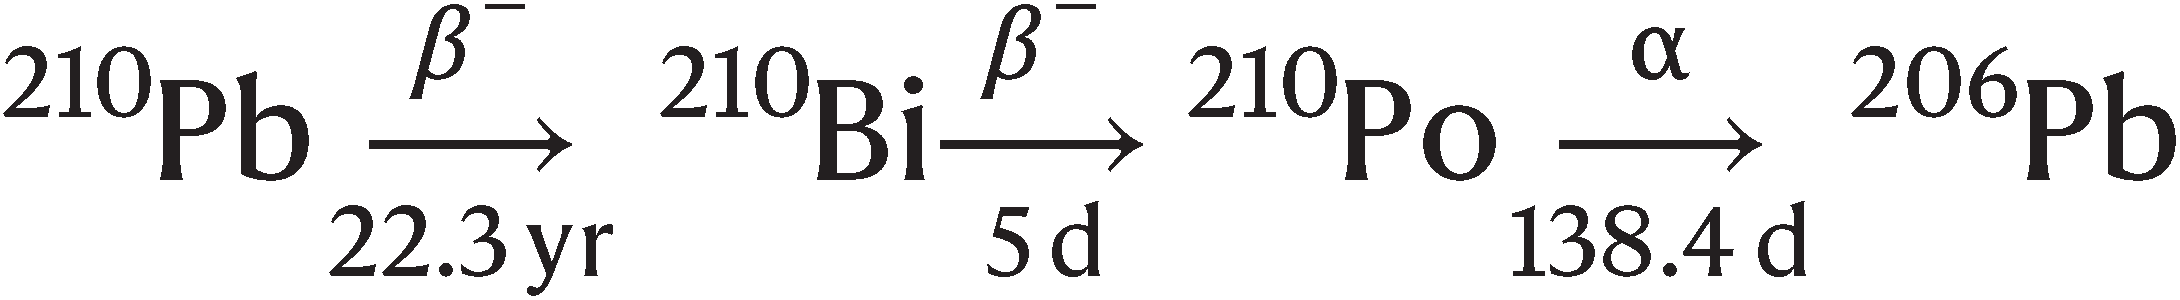 β⁻ β⁻ α
²¹⁰Pb → ²¹⁰Bi → ²¹⁰Po → ²⁰⁶Pb
22.3 yr 5 d 138.4 d